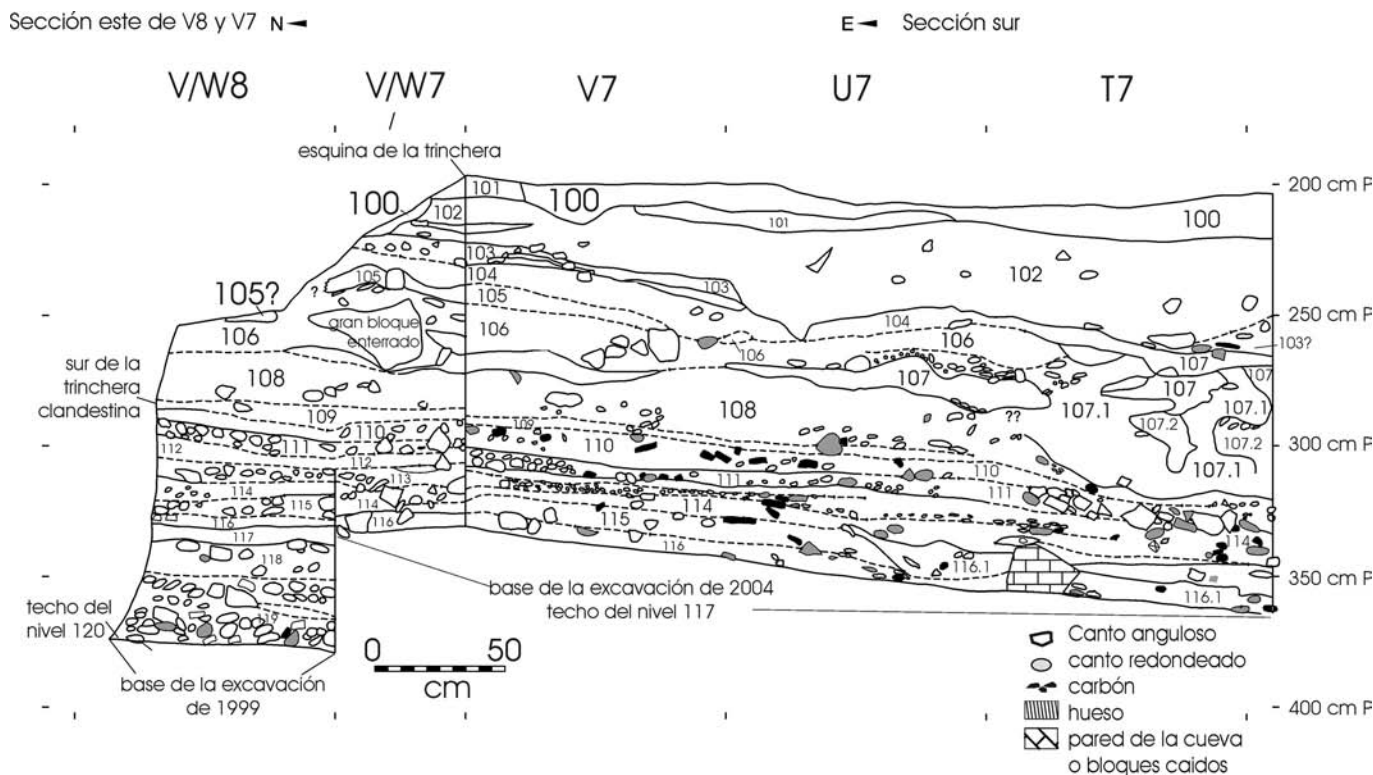 Sección este de V8 y V7 N
E Sección sur
V/W8 V/W7 V7 U7 T7
esquina de la trinchera
200 cm P
101
100 100 100
102 101
103
102
104 103
105
105? 105 250 cm P
? gran bloque enterrado
106 106 106 104 106 103?
107
sur de la trinchera clandestina
108 108 107 107.1 107 107
107.1
107.2
??
109 109 107.2
110 110 300 cm P
111 107.1
112 112 110
113 111 111
114 114 114
115 115 114
116 116 116
117
118 116.1
350 cm P
116.1
119
techo del nivel 120
base de la excavación de 2004
techo del nivel 117
base de la excavación de 1999
0 50
cm
Canto anguloso
canto redondeado
carbón
hueso
pared de la cueva
o bloques caidos
400 cm P